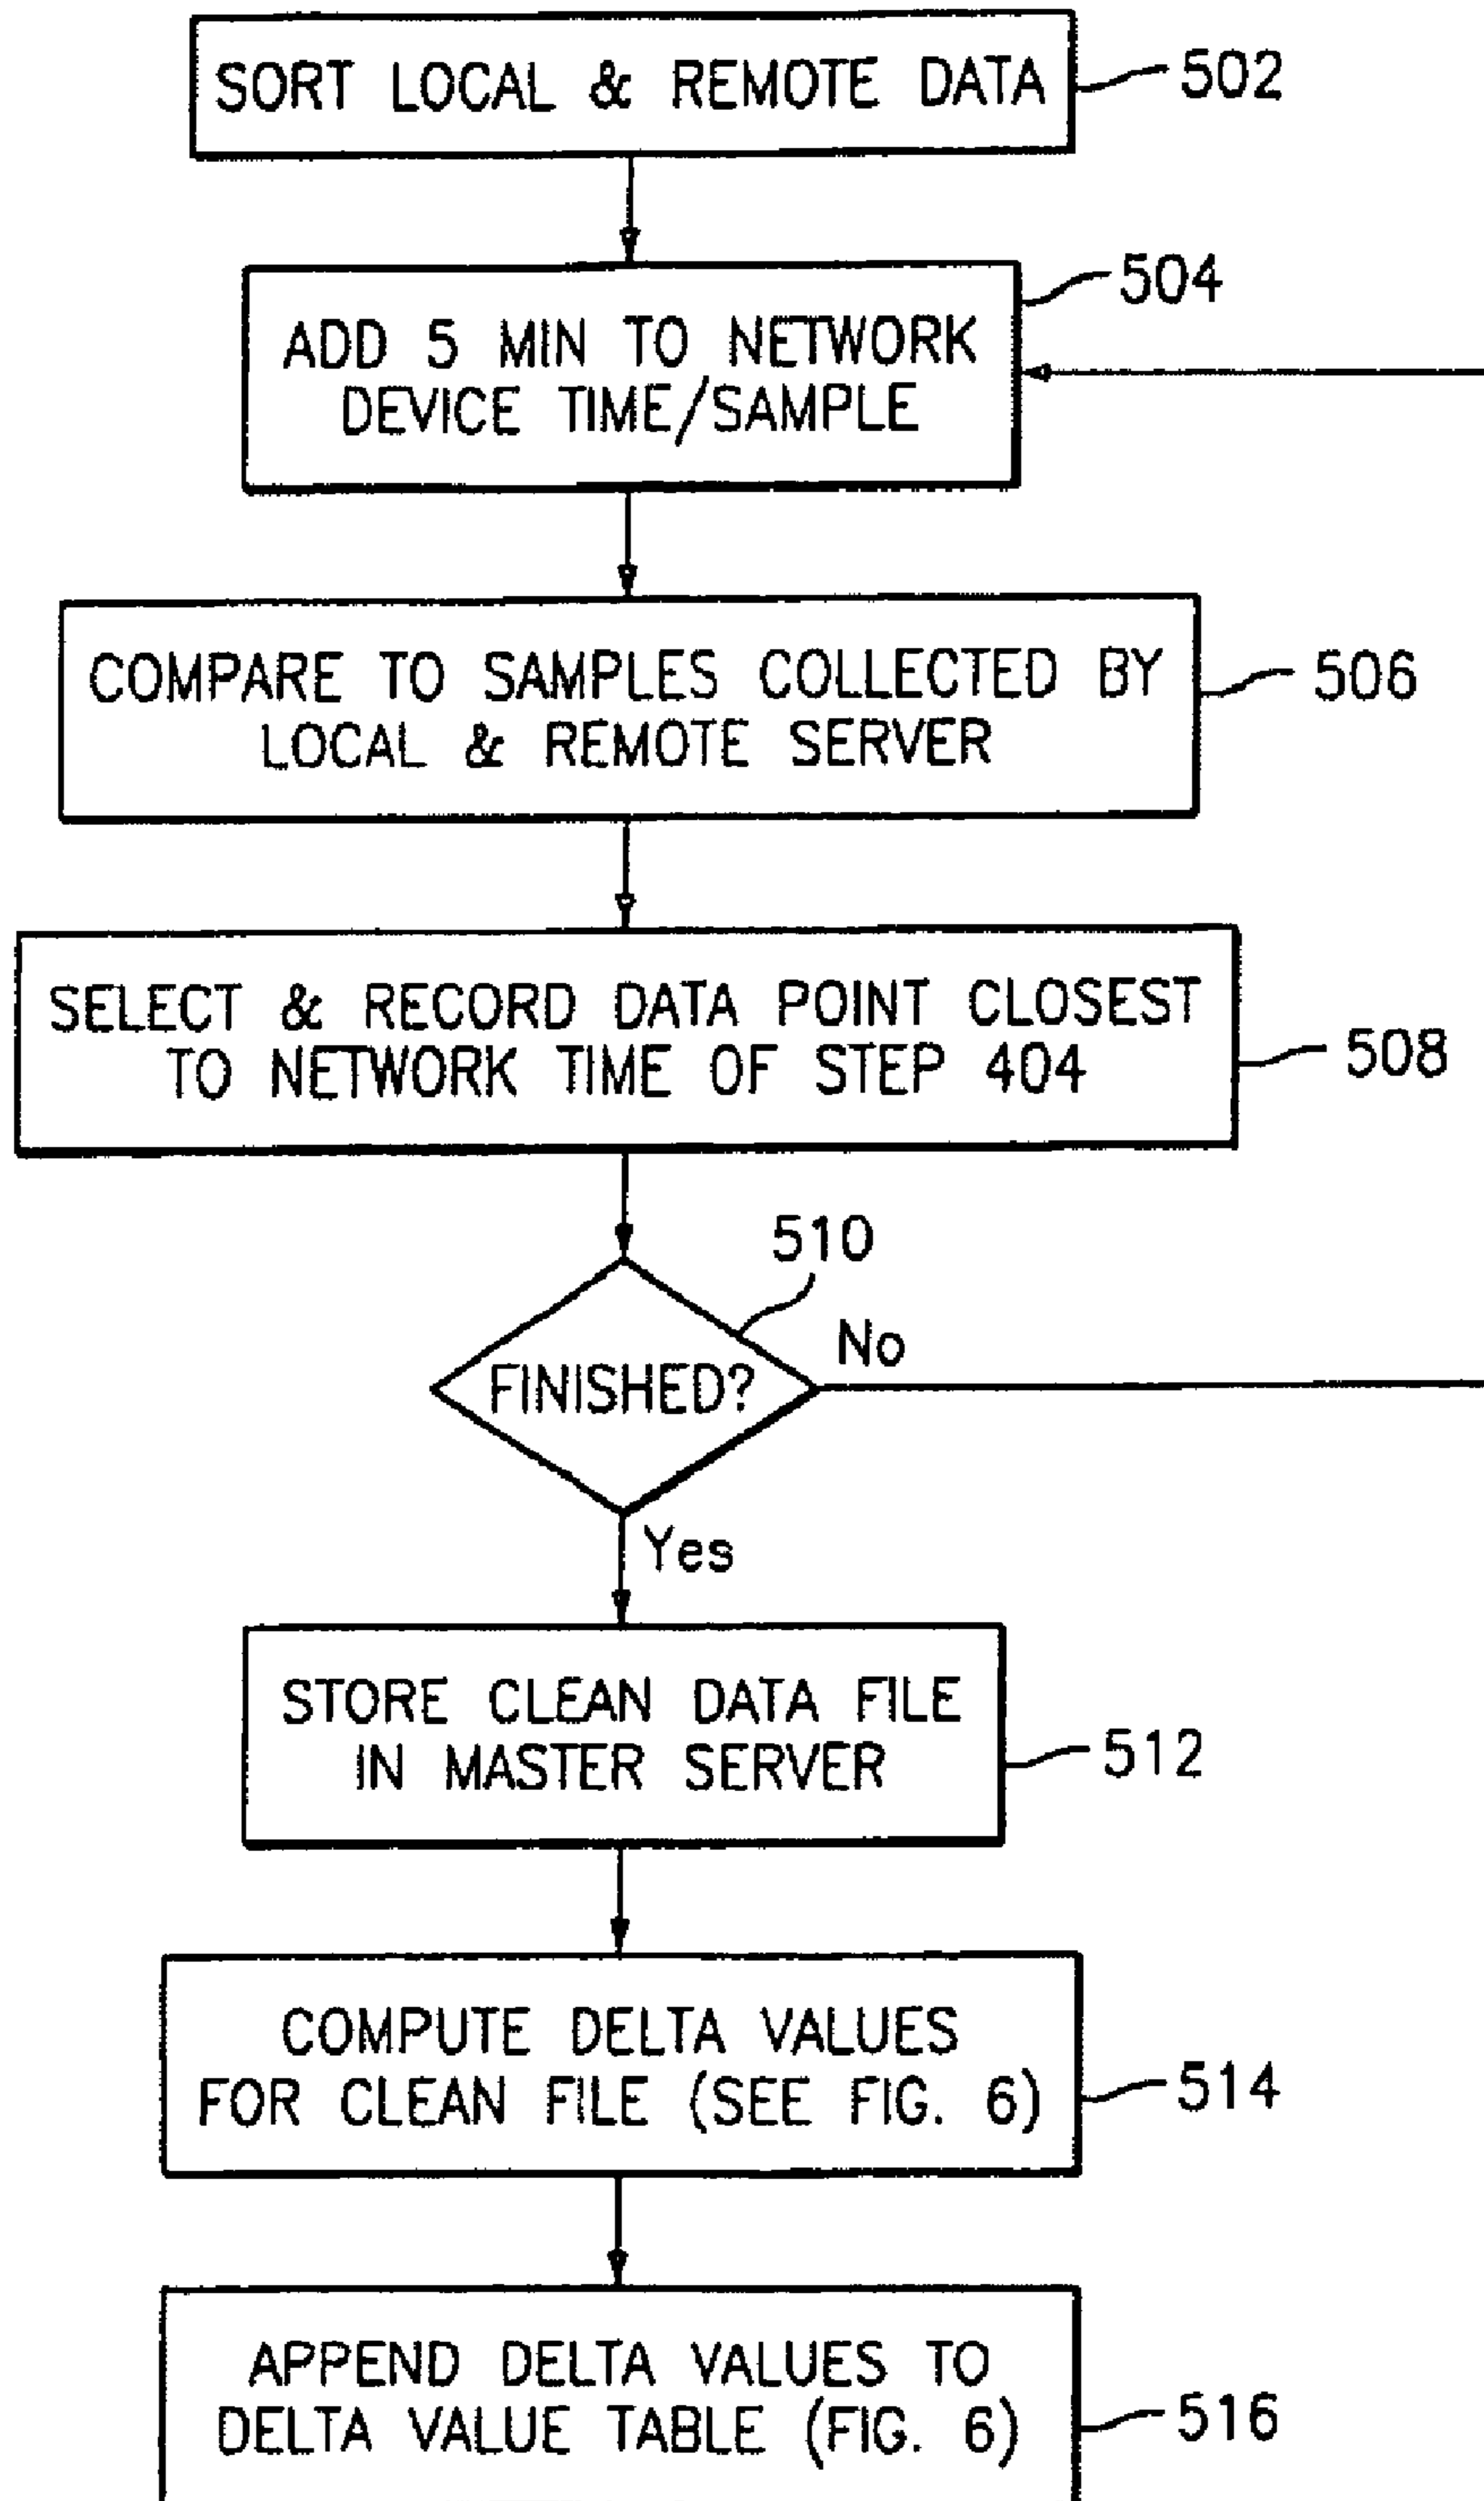 SORT LOCAL & REMOTE DATA
502
504
ADD 5 MIN TO NETWORK
DEVICE TIME/SAMPLE
COMPARE TO SAMPLES COLLECTED BY
LOCAL & REMOTE SERVER
506
SELECT & RECORD DATA POINT CLOSEST
TO NETWORK TIME OF STEP 404
508
510
FINISHED?
No
Yes
STORE CLEAN DATA FILE
IN MASTER SERVER
512
COMPUTE DELTA VALUES
FOR CLEAN FILE (SEE FIG. 6)
514
APPEND DELTA VALUES TO
DELTA VALUE TABLE (FIG. 6)
516